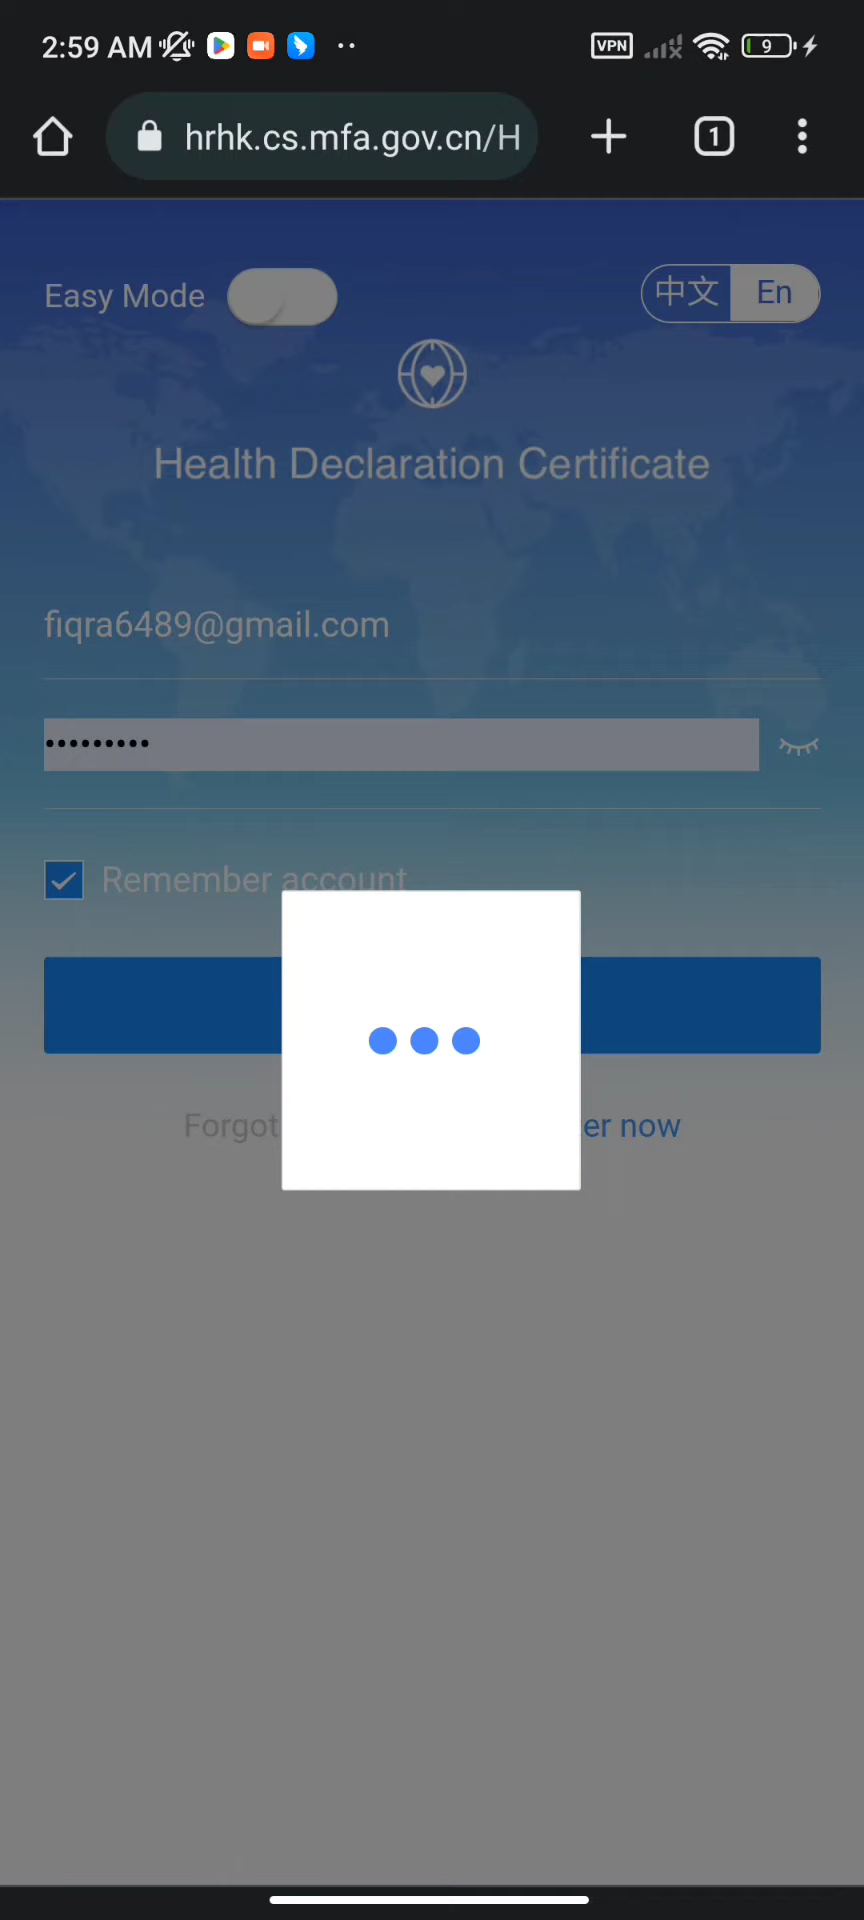 2:59 AM
VPN
9
hrhk.cs.mfa.gov.cn/H
1
Easy Mode
中文 En
Health Declaration Certificate
fiqra6489@gmail.com
•••••••••
Remember account
Forgot
er now